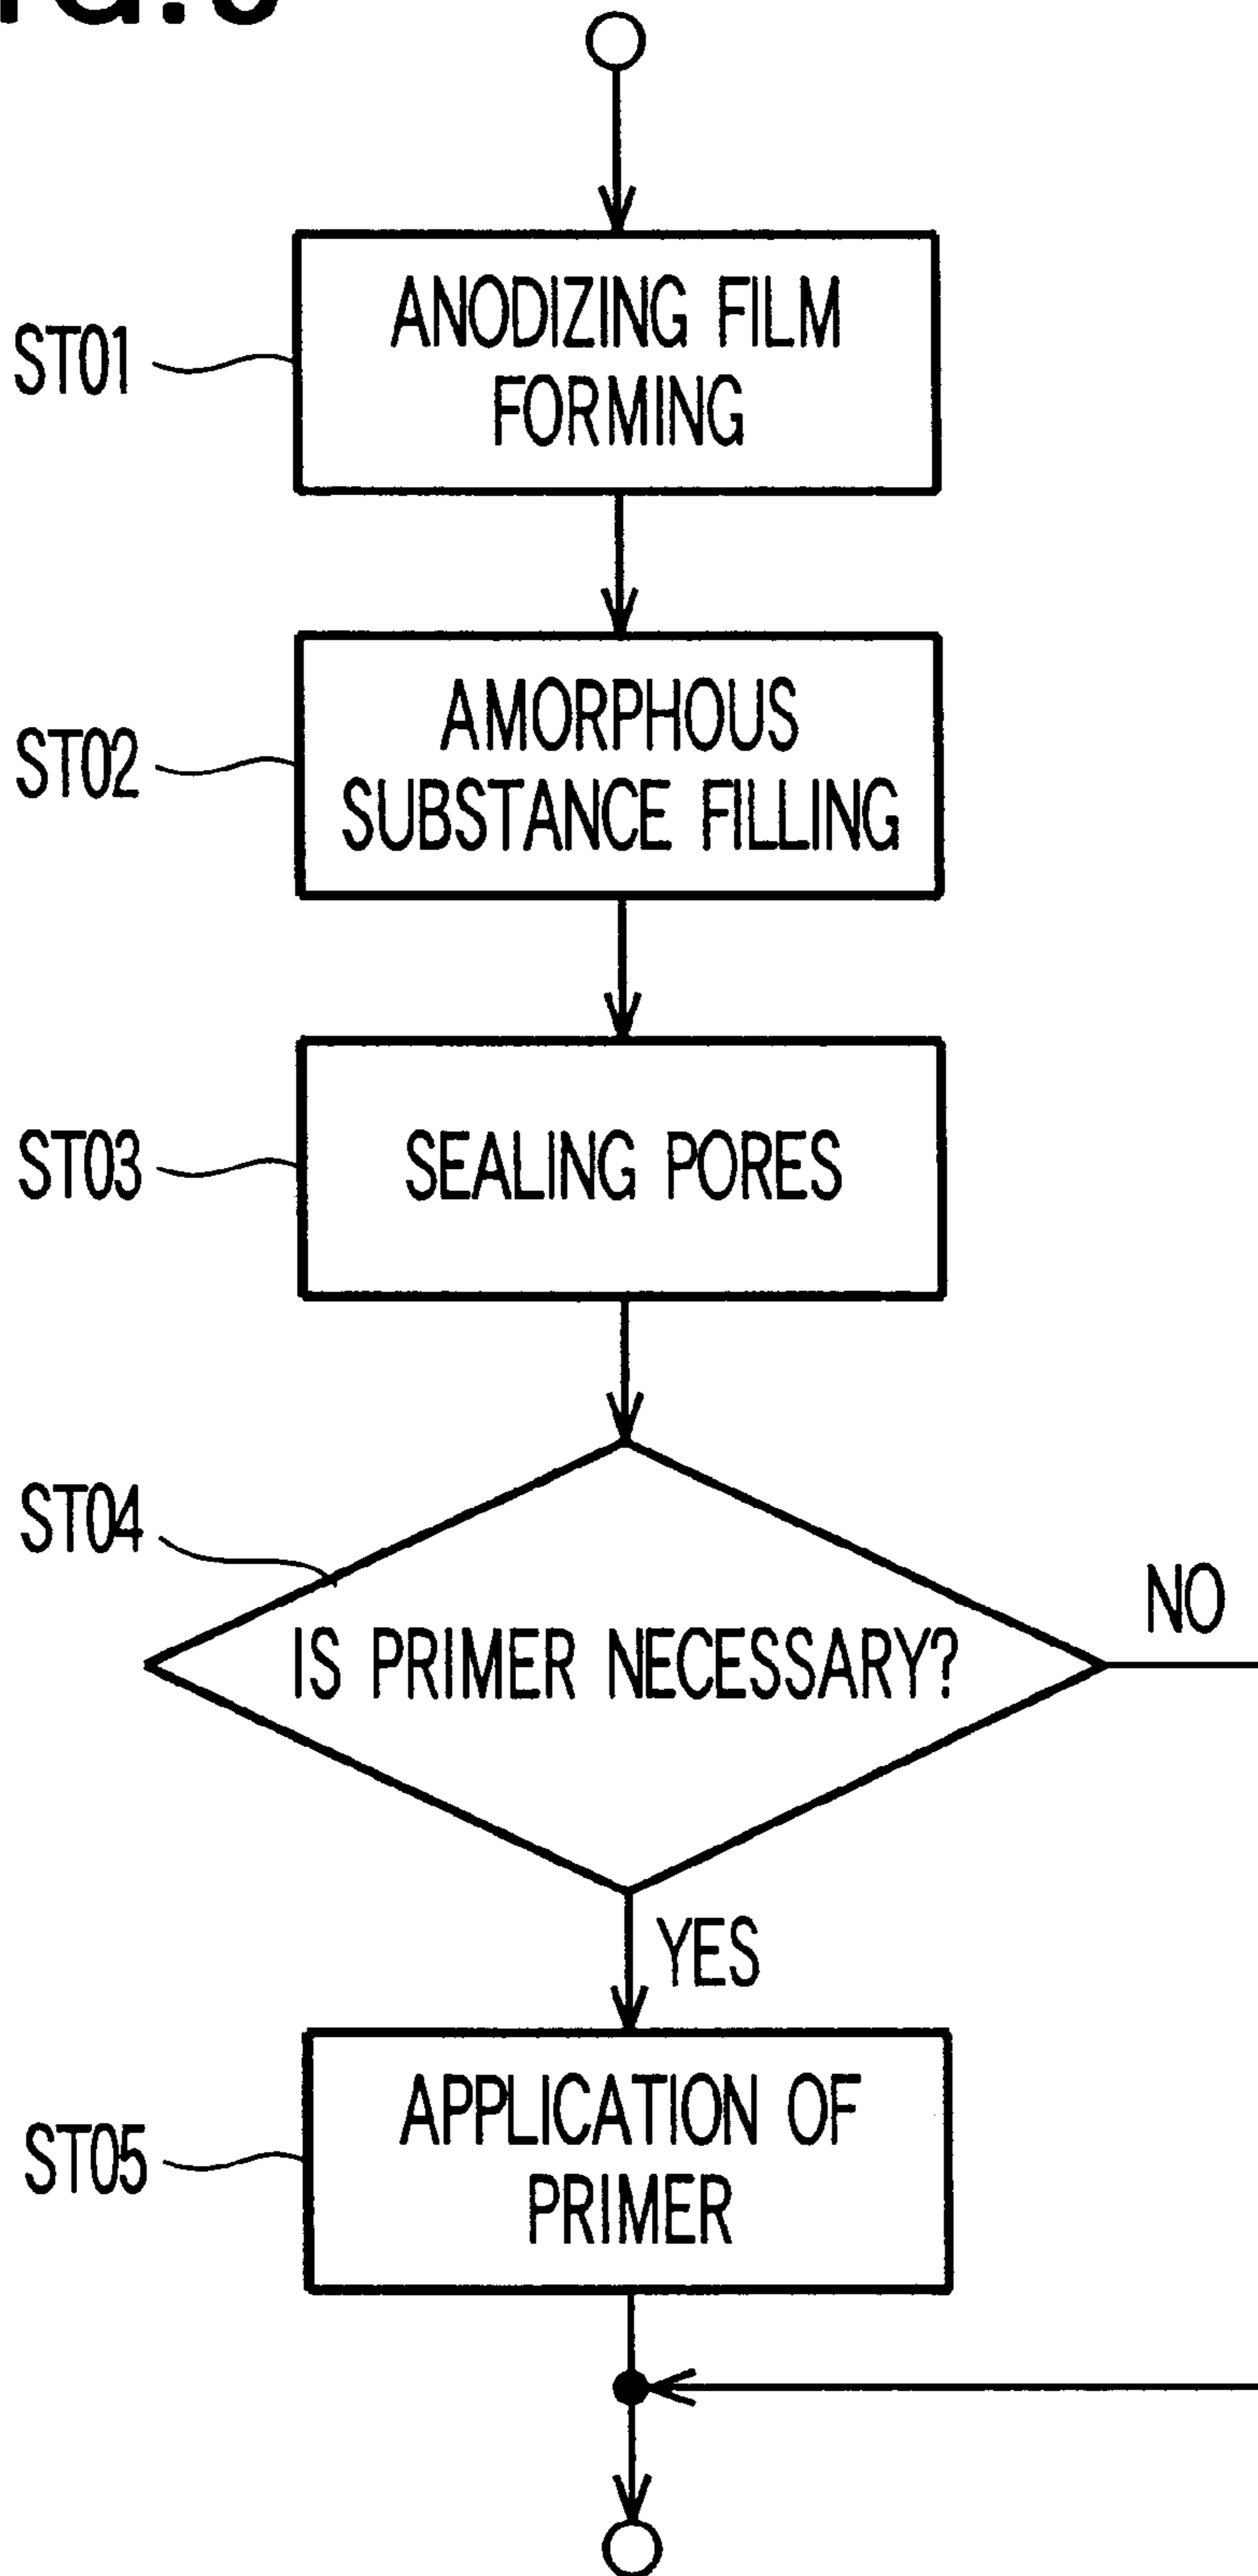 ST01
ANODIZING FILM
FORMING
ST02
AMORPHOUS
SUBSTANCE FILLING
ST03
SEALING PORES
ST04
IS PRIMER NECESSARY?
NO
YES
ST05
APPLICATION OF
PRIMER